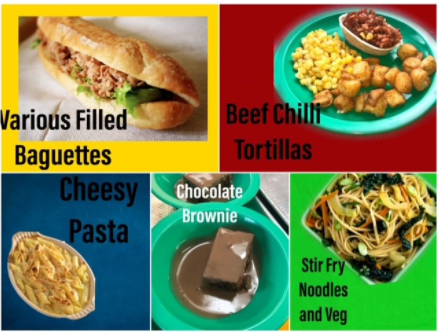 Various Filled
Baguettes
Beef Chilli
Tortillas
Cheesy
Pasta
Chocolate
Brownie
Stir Fry
Noodles
and Veg